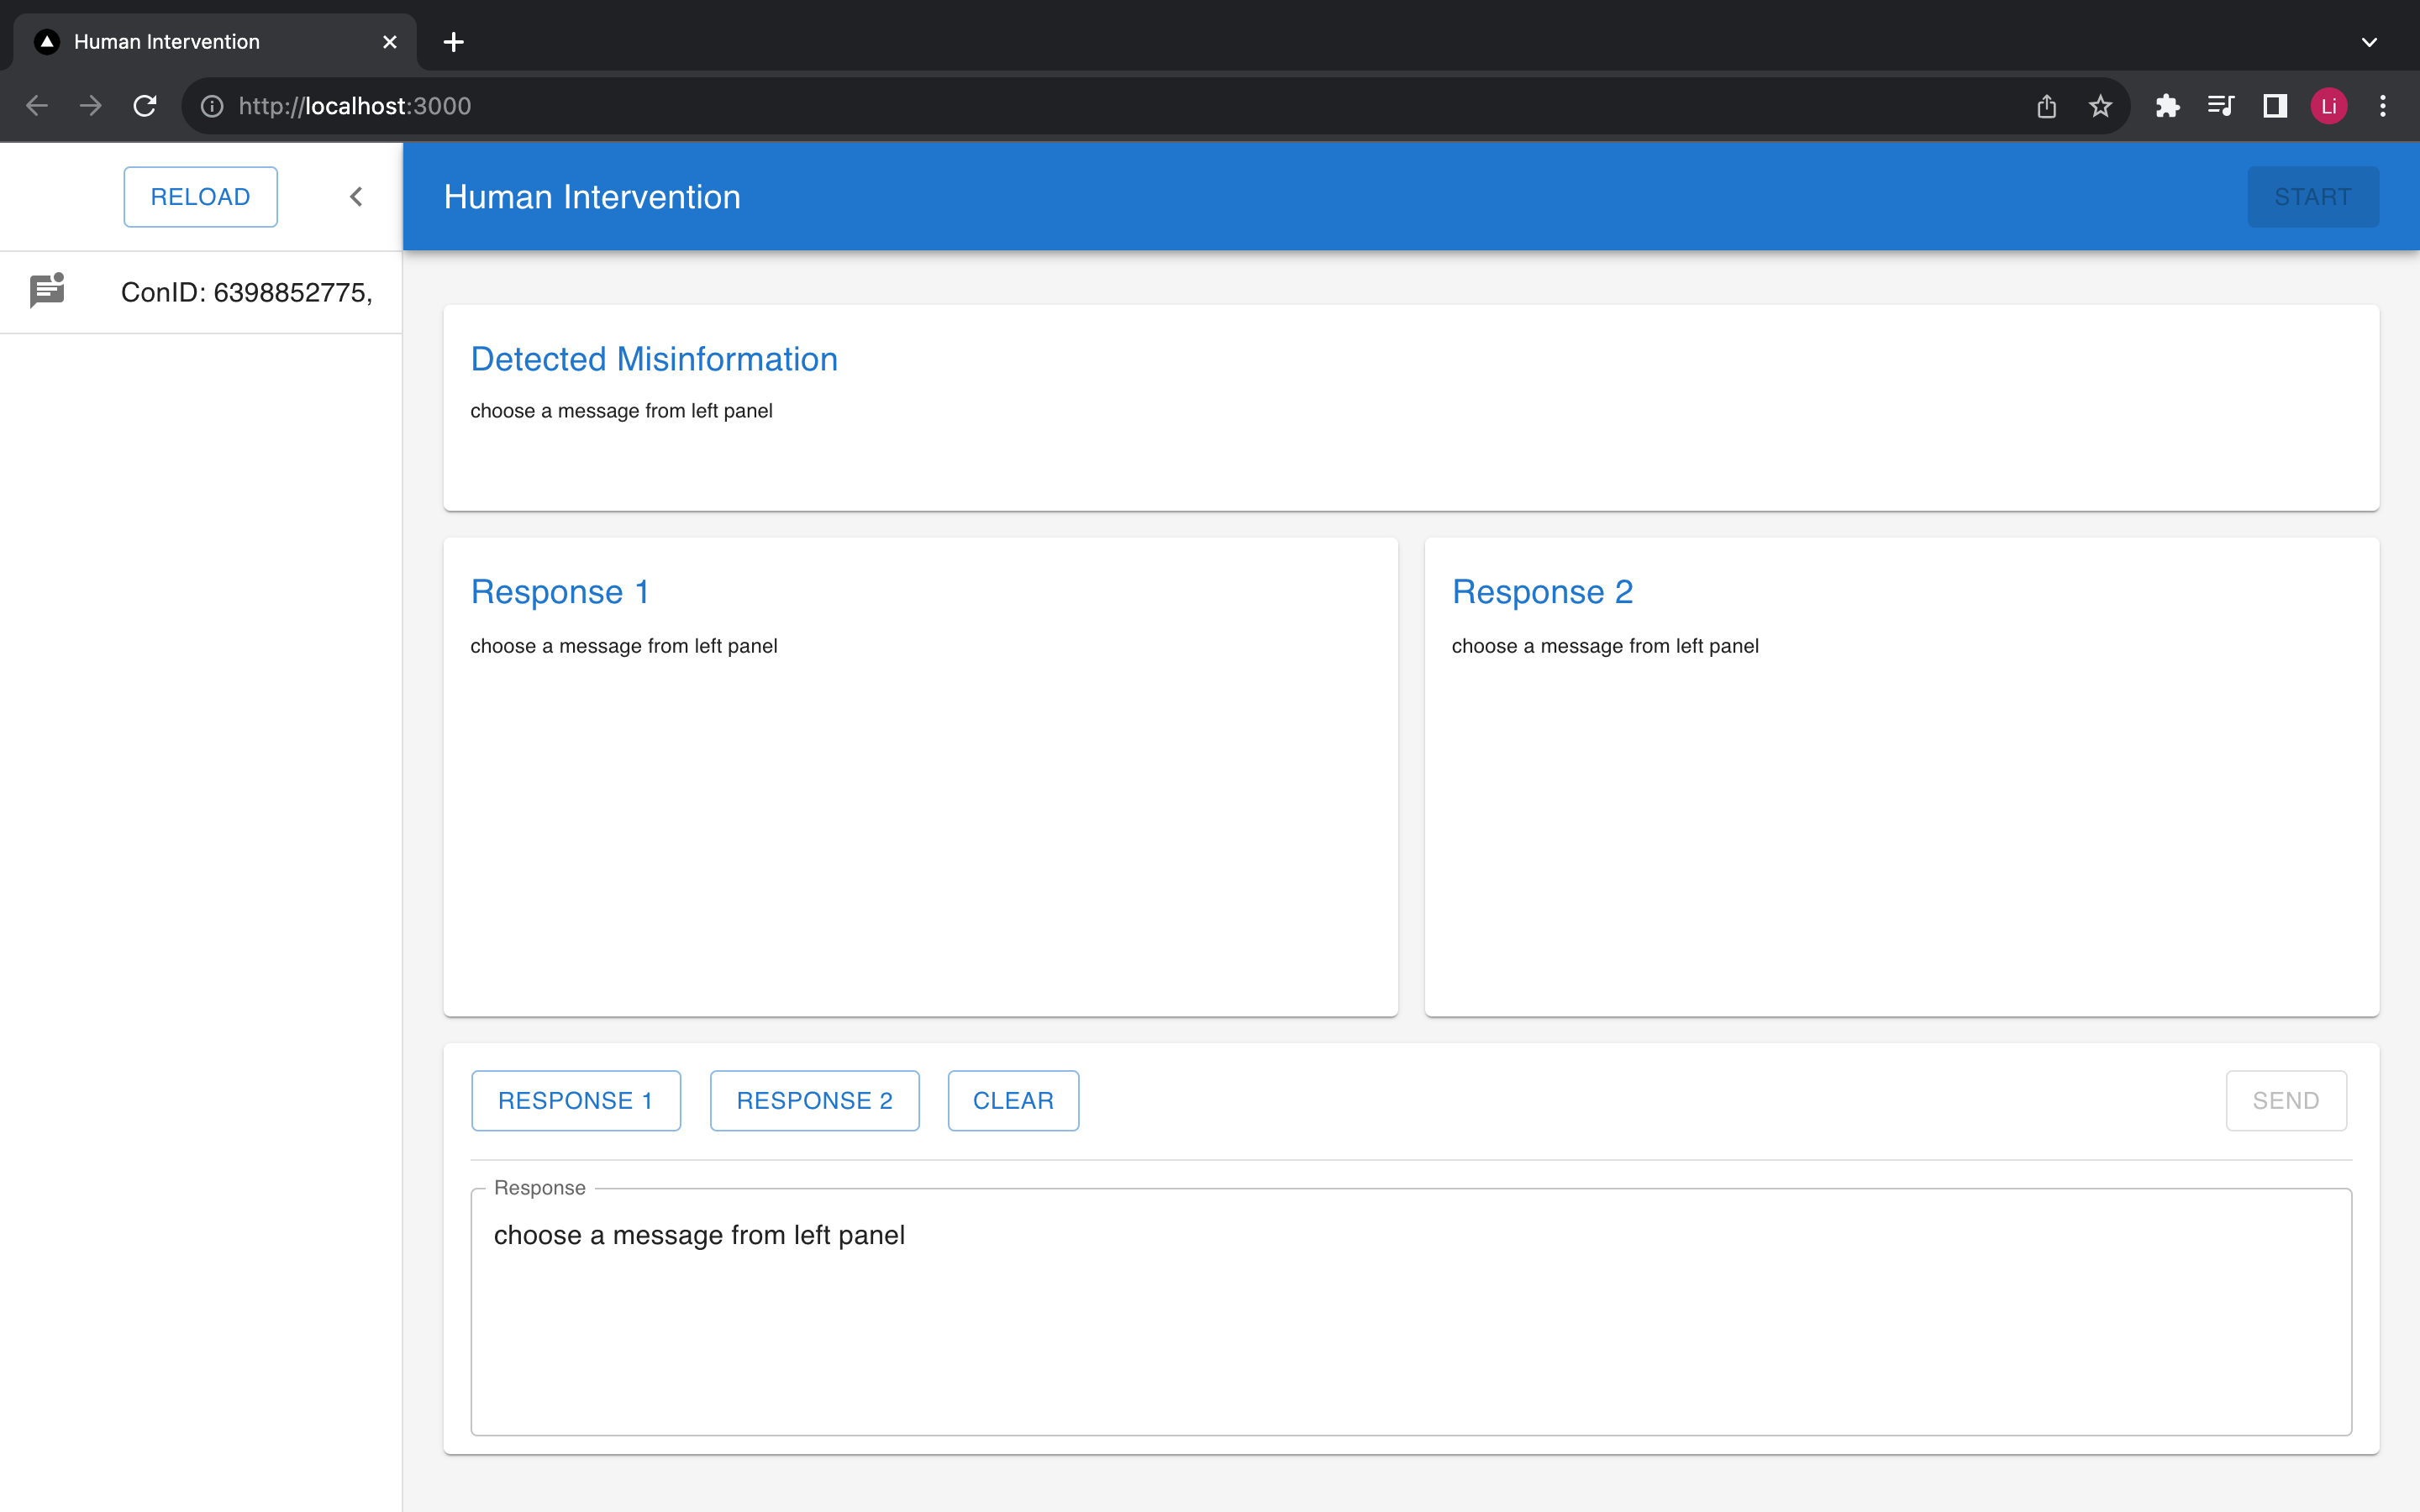 Human Intervention
http://localhost:3000
Li
RELOAD
Human Intervention
START
ConID: 6398852775,
Detected Misinformation
choose a message from left panel
Response 1
choose a message from left panel
Response 2
choose a message from left panel
RESPONSE 1
RESPONSE 2
CLEAR
SEND
Response
choose a message from left panel